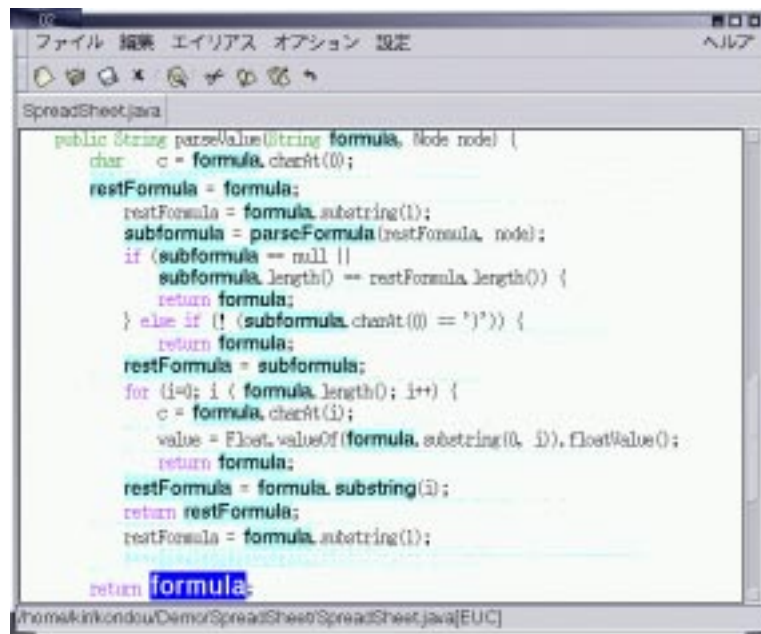 ファイル 編集 エイリアス オプション 設定 ヘルプ
SpreadSheet.java
public String parseValue(String formula, Node node) {
char c = formula.charAt(0);
restFormula = formula;
restFormula = formula.substring(1);
subformula = parseFormula(restFormula, node);
if (subformula == null ||
subformula.length() == restFormula.length()) {
return formula;
} else if (! (subformula.charAt(0) == ')')) {
return formula;
restFormula = subformula;
for (i=0; i < formula.length(); i++) {
c = formula.charAt(i);
value = Float.valueOf(formula.substring(0, i)).floatValue();
return formula;
restFormula = formula.substring(i);
return restFormula;
restFormula = formula.substring(1);
return formula;
/home/kirikondou/Demo/SpreadSheet/SpreadSheet.java[EUC]